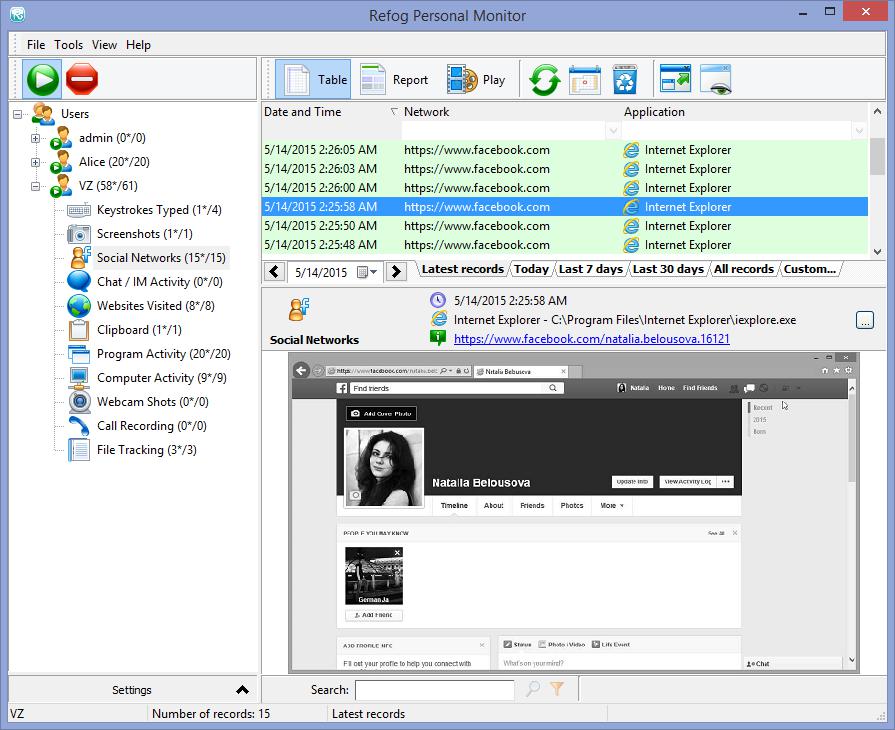 Refog Personal Monitor
File Tools View Help
Table Report Play
Users
admin (0*/0)
Alice (20*/20)
VZ (58*/61)
Keystrokes Typed (1*/4)
Screenshots (1*/1)
Social Networks (15*/15)
Chat / IM Activity (0*/0)
Websites Visited (8*/8)
Clipboard (1*/1)
Program Activity (20*/20)
Computer Activity (9*/9)
Webcam Shots (0*/0)
Call Recording (0*/0)
File Tracking (3*/3)
Settings
Date and Time Network Application
5/14/2015 2:26:05 AM https://www.facebook.com Internet Explorer
5/14/2015 2:26:03 AM https://www.facebook.com Internet Explorer
5/14/2015 2:26:00 AM https://www.facebook.com Internet Explorer
5/14/2015 2:25:58 AM https://www.facebook.com Internet Explorer
5/14/2015 2:25:50 AM https://www.facebook.com Internet Explorer
5/14/2015 2:25:48 AM https://www.facebook.com Internet Explorer
5/14/2015 Latest records Today Last 7 days Last 30 days All records Custom...
Social Networks
5/14/2015 2:25:58 AM
Internet Explorer - C:\Program Files\Internet Explorer\iexplore.exe
https://www.facebook.com/natalia.belousova.16121
...
Natalia Belousova
Find friends
Natalia Home Find Friends
Recent
2015
Born
Add Cover Photo
Natalia Belousova
Update Info View Activity Log ...
Timeline About Friends Photos More
PEOPLE YOU MAY KNOW See All
German Ja
Add Friend
Status Photo / Video Life Event
Fill out your profile to help you connect with
What's on your mind?
Chat
Search:
VZ Number of records: 15 Latest records